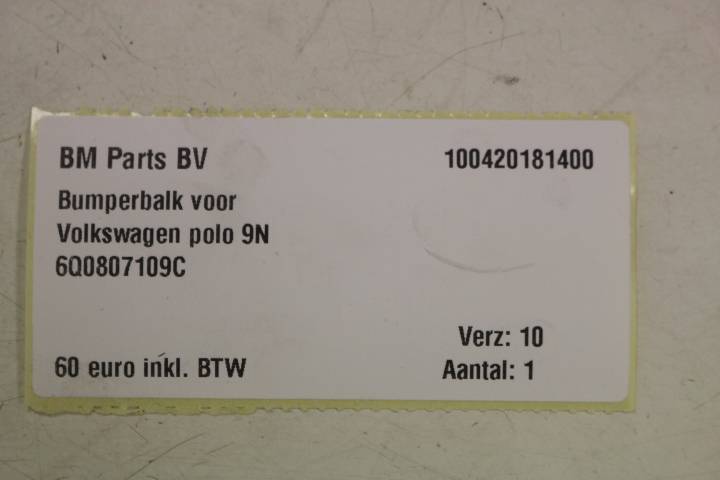 BM Parts BV 100420181400
Bumperbalk voor
Volkswagen polo 9N
6Q0807109C
Verz: 10
60 euro inkl. BTW Aantal: 1